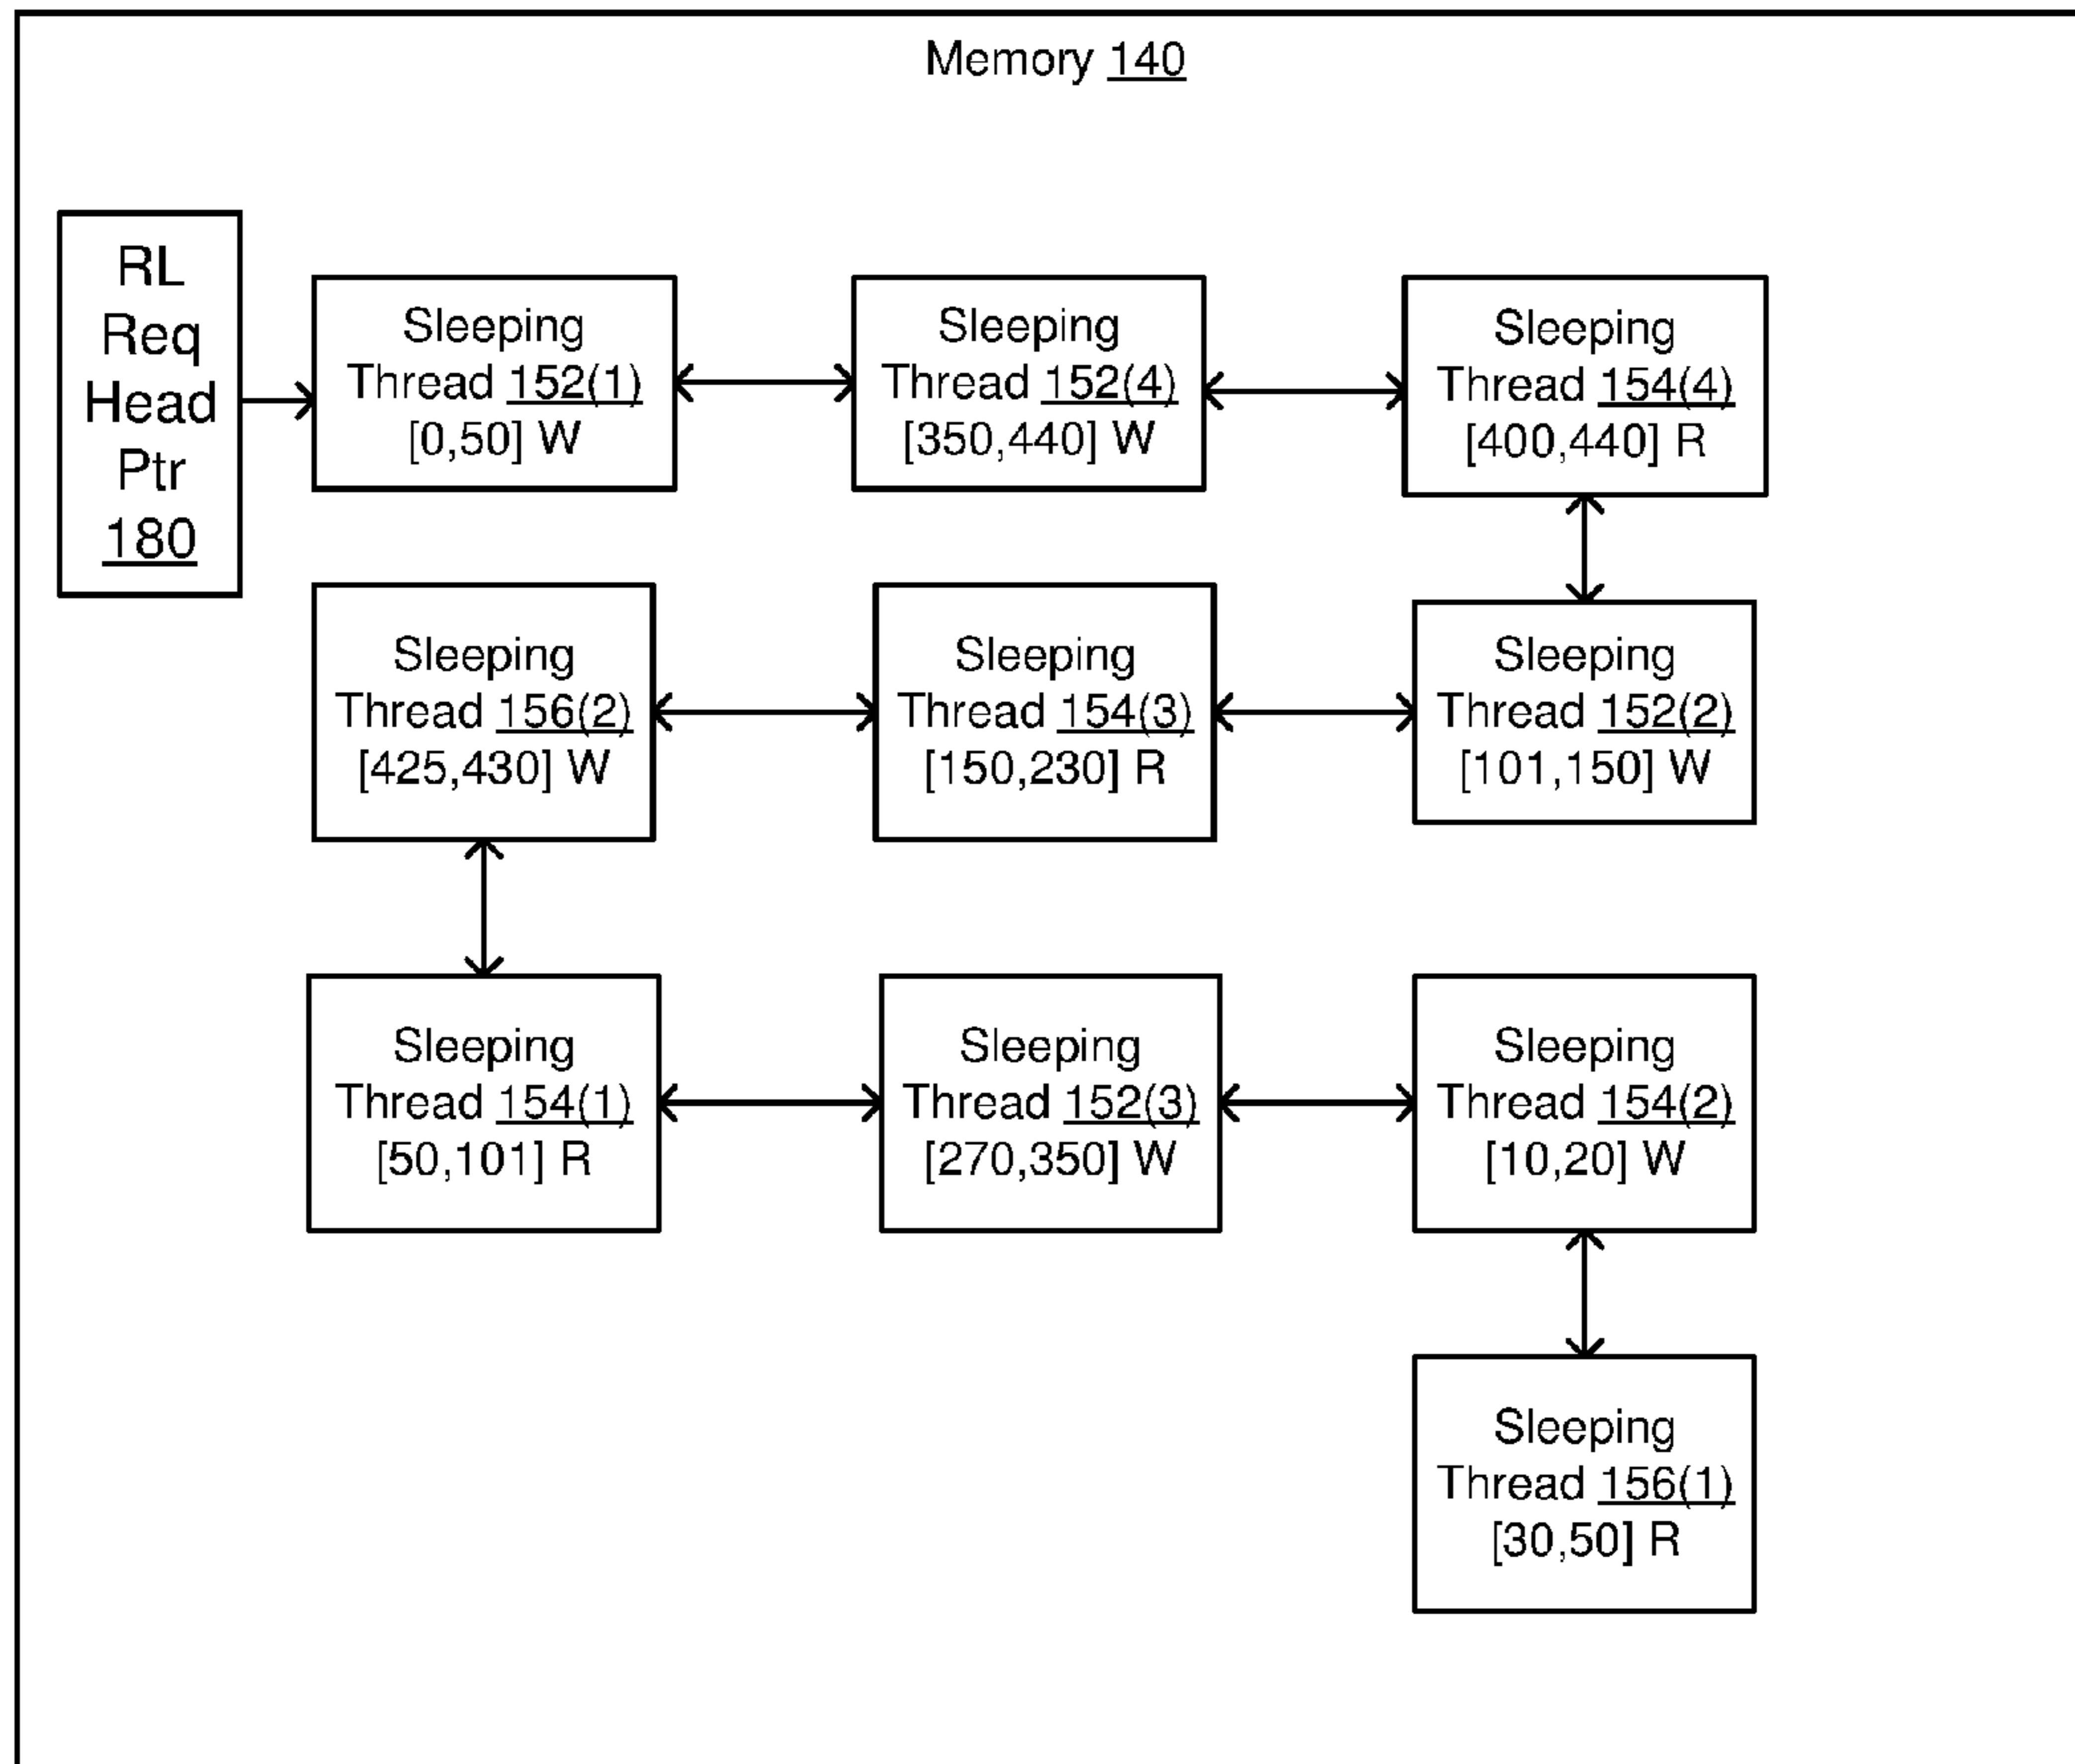 Memory 140
RL
Req
Head
Ptr
180
Sleeping
Thread 152(1)
[0,50] W
Sleeping
Thread 152(4)
[350,440] W
Sleeping
Thread 154(4)
[400,440] R
Sleeping
Thread 156(2)
[425,430] W
Sleeping
Thread 154(3)
[150,230] R
Sleeping
Thread 152(2)
[101,150] W
Sleeping
Thread 154(1)
[50,101] R
Sleeping
Thread 152(3)
[270,350] W
Sleeping
Thread 154(2)
[10,20] W
Sleeping
Thread 156(1)
[30,50] R